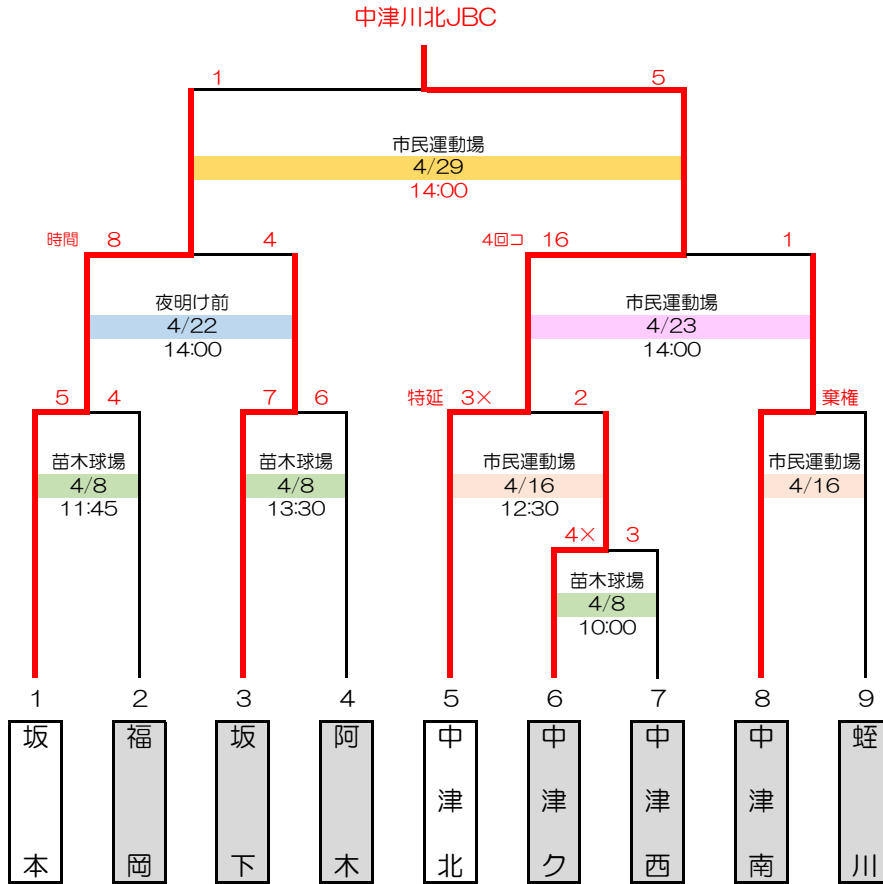 中津川北JBC
1 5
市民運動場
4/29
14:00
時間 8 4
4回コ 16 1
夜明け前
4/22
14:00
市民運動場
4/23
14:00
5 4
7 6
特延 3× 2
棄権
苗木球場
4/8
11:45
苗木球場
4/8
13:30
市民運動場
4/16
12:30
市民運動場
4/16
4× 3
苗木球場
4/8
10:00
1 2 3 4 5 6 7 8 9
坂本
福岡
坂下
阿木
中津北
中津ク
中津西
中津南
蛭川